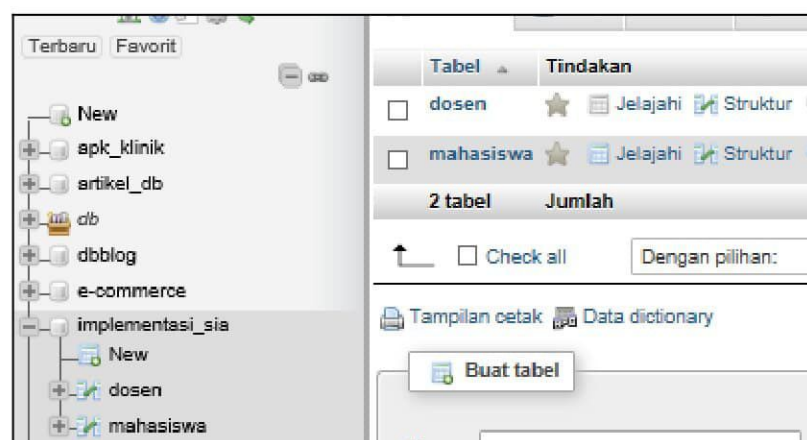 Terbaru Favorit
New
apk_klinik
artikel_db
db
dbblog
e-commerce
implementasi_sia
New
dosen
mahasiswa
Tabel Tindakan
dosen Jelajahi Struktur
mahasiswa Jelajahi Struktur
2 tabel Jumlah
Check all Dengan pilihan:
Tampilan cetak Data dictionary
Buat tabel